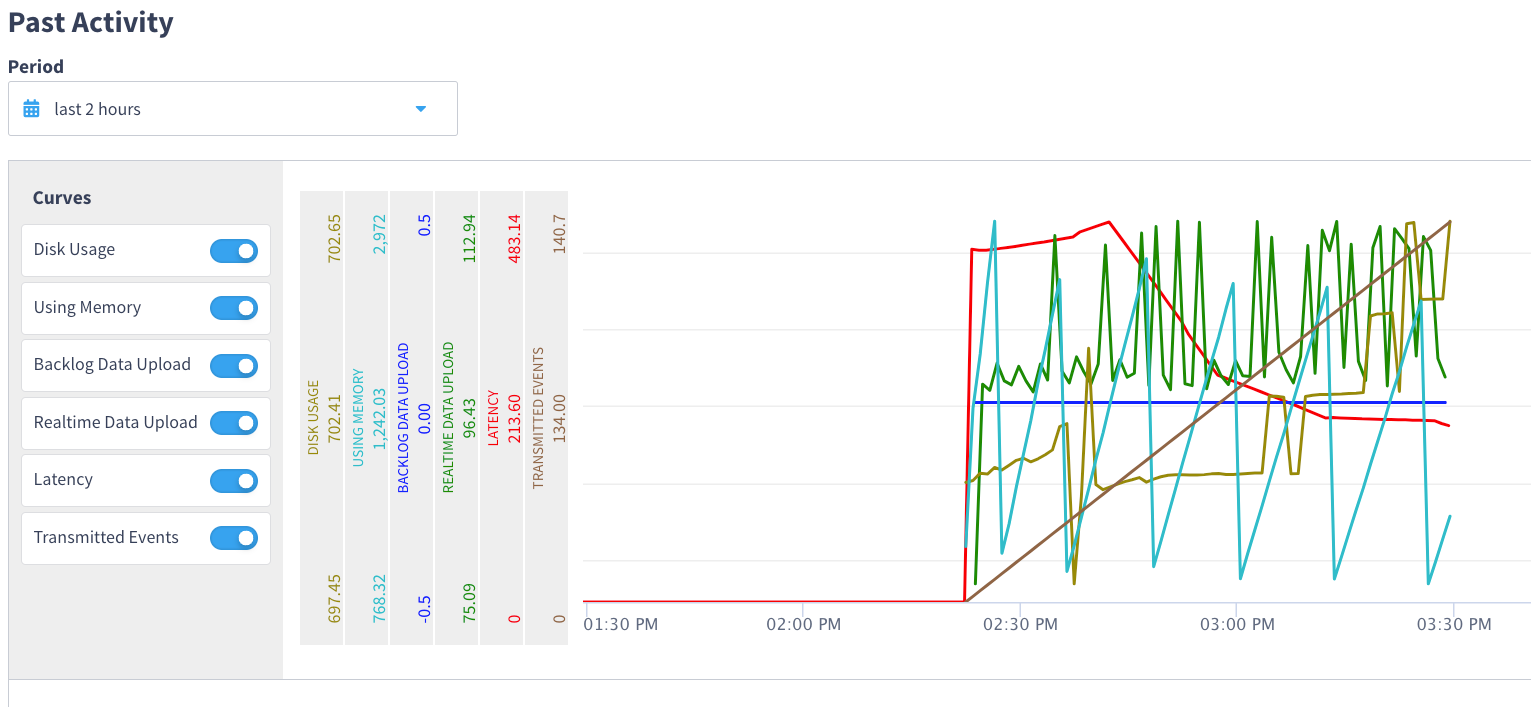 Past Activity
Period
last 2 hours
Curves
Disk Usage
Using Memory
Backlog Data Upload
Realtime Data Upload
Latency
Transmitted Events
DISK USAGE
697.45 702.41 702.65
USING MEMORY
768.32 1,242.03 2,972
BACKLOG DATA UPLOAD
-0.5 0.00 0.5
REALTIME DATA UPLOAD
75.09 96.43 112.94
LATENCY
0 213.60 483.14
TRANSMITTED EVENTS
0 134.00 140.7
01:30 PM 02:00 PM 02:30 PM 03:00 PM 03:30 PM